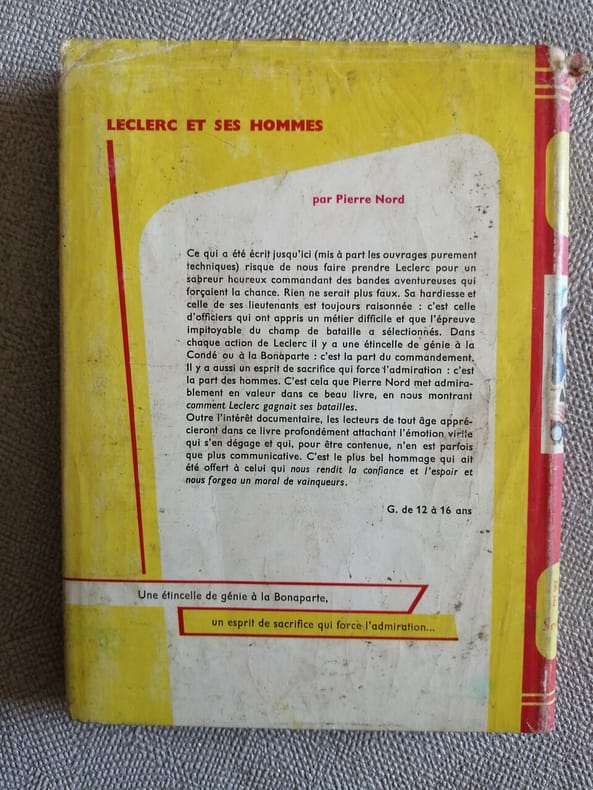 LECLERC ET SES HOMMES
par Pierre Nord
Ce qui a été écrit jusqu'ici (mis à part les ouvrages purement
techniques) risque de nous faire prendre Leclerc pour un
sabreur heureux commandant des bandes aventureuses qui
forçaient la chance. Rien ne serait plus faux. Sa hardiesse et
celle de ses lieutenants est toujours raisonnée : c'est celle
d'officiers qui ont appris un métier difficile et que l'épreuve
impitoyable du champ de bataille a sélectionnés. Dans
chaque action de Leclerc il y a une étincelle de génie à la
Condé ou à la Bonaparte : c'est la part du commandement.
Il y a aussi un esprit de sacrifice qui force l'admiration : c'est
la part des hommes. C'est cela que Pierre Nord met admira-
blement en valeur dans ce beau livre, en nous montrant
comment Leclerc gagnait ses batailles.
Outre l'intérêt documentaire, les lecteurs de tout âge appré-
cieront dans ce livre profondément attachant l'émotion virile
qui s'en dégage et qui, pour être contenue, n'en est parfois
que plus communicative. C'est le plus bel hommage qui ait
été offert à celui qui nous rendit la confiance et l'espoir et
nous forgea un moral de vainqueurs.
G. de 12 à 16 ans
Une étincelle de génie à la Bonaparte,
un esprit de sacrifice qui force l'admiration...